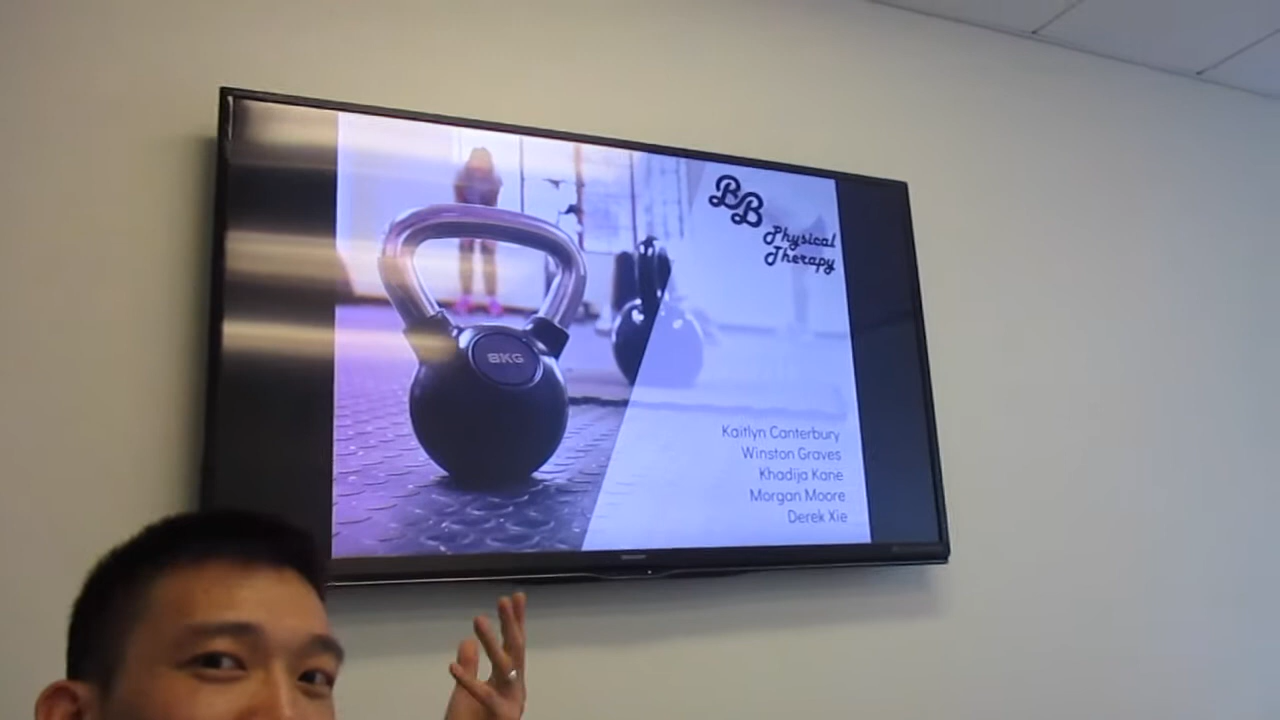 BB
Physical
Therapy
8KG
Kaitlyn Canterbury
Winston Graves
Khadija Kane
Morgan Moore
Derek Xie